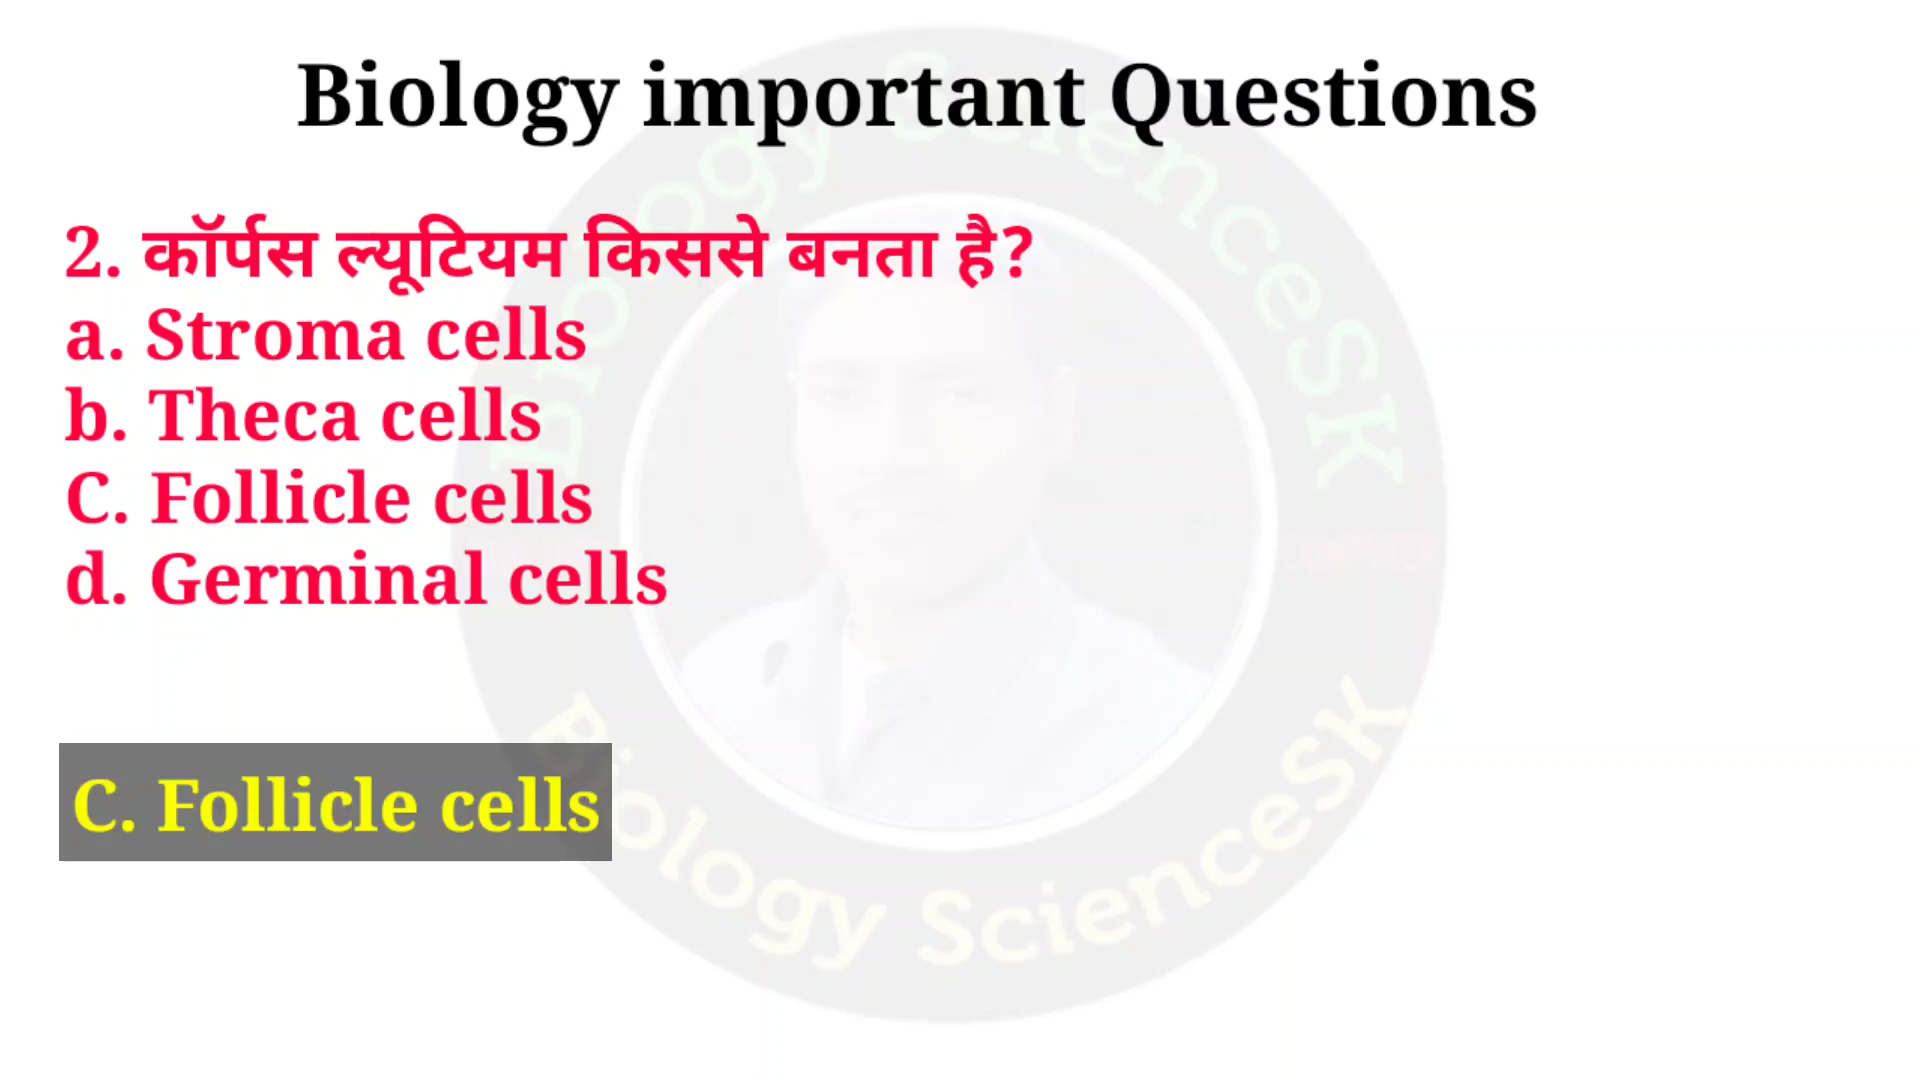 Biology important Questions
2. कॉर्पस ल्यूटियम किससे बनता है?
a. Stroma cells
b. Theca cells
C. Follicle cells
d. Germinal cells
C. Follicle cells
Biology ScienceSK
COMPUTER
Biology ScienceSK